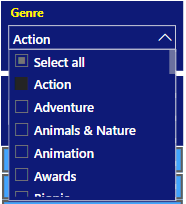 Genre
Action
Select all
Action
Adventure
Animals & Nature
Animation
Awards